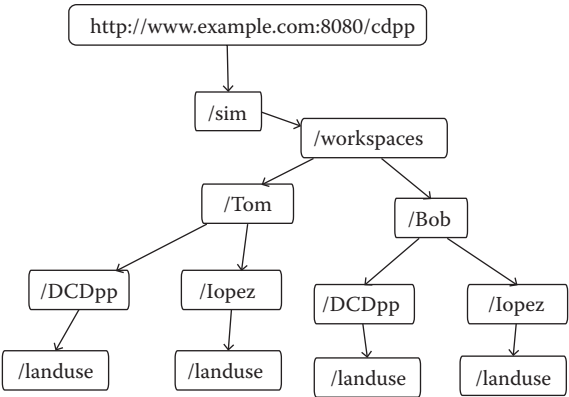 http://www.example.com:8080/cdpp
/sim
/workspaces
/Tom
/Bob
/DCDpp
/Iopez
/DCDpp
/Iopez
/landuse
/landuse
/landuse
/landuse